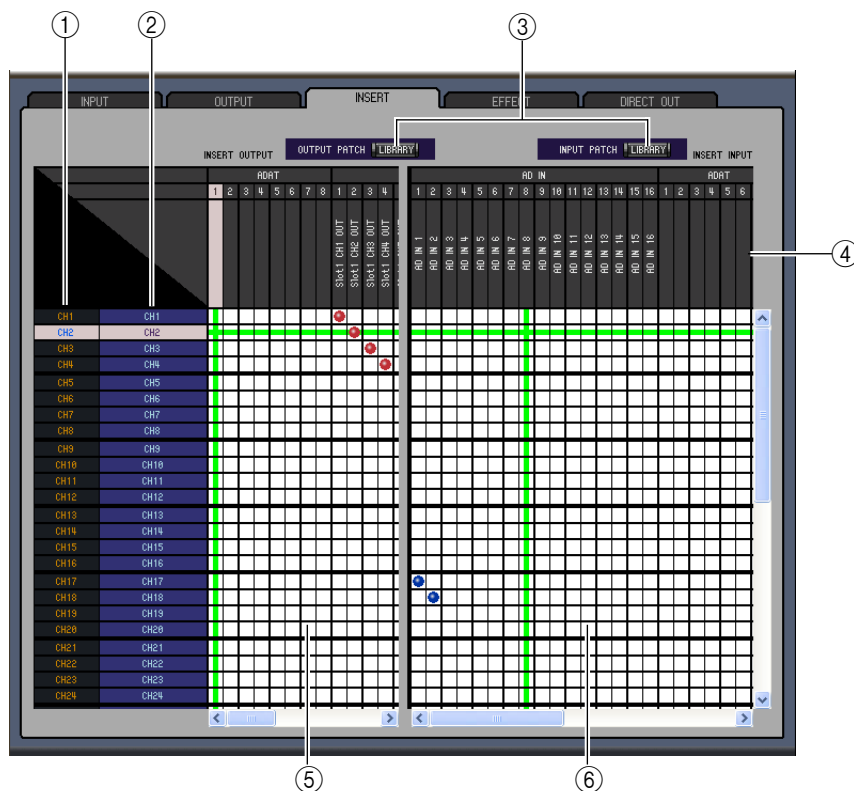 1 2 3
INPUT OUTPUT INSERT EFFECT DIRECT OUT
INSERT OUTPUT OUTPUT PATCH LIBRARY INPUT PATCH LIBRARY INSERT INPUT
ADAT AD IN ADAT
1 2 3 4 5 6 7 8 1 2 3 4 1 2 3 4 5 6 7 8 9 10 11 12 13 14 15 16 1 2 3 4 5 6
Slot1 CH1 OUT
Slot1 CH2 OUT
Slot1 CH3 OUT
Slot1 CH4 OUT
AD IN 1
AD IN 2
AD IN 3
AD IN 4
AD IN 5
AD IN 6
AD IN 7
AD IN 8
AD IN 9
AD IN 10
AD IN 11
AD IN 12
AD IN 13
AD IN 14
AD IN 15
AD IN 16
4
CH1 CH1
CH2 CH2
CH3 CH3
CH4 CH4
CH5 CH5
CH6 CH6
CH7 CH7
CH8 CH8
CH9 CH9
CH10 CH10
CH11 CH11
CH12 CH12
CH13 CH13
CH14 CH14
CH15 CH15
CH16 CH16
CH17 CH17
CH18 CH18
CH19 CH19
CH20 CH20
CH21 CH21
CH22 CH22
CH23 CH23
CH24 CH24
5 6